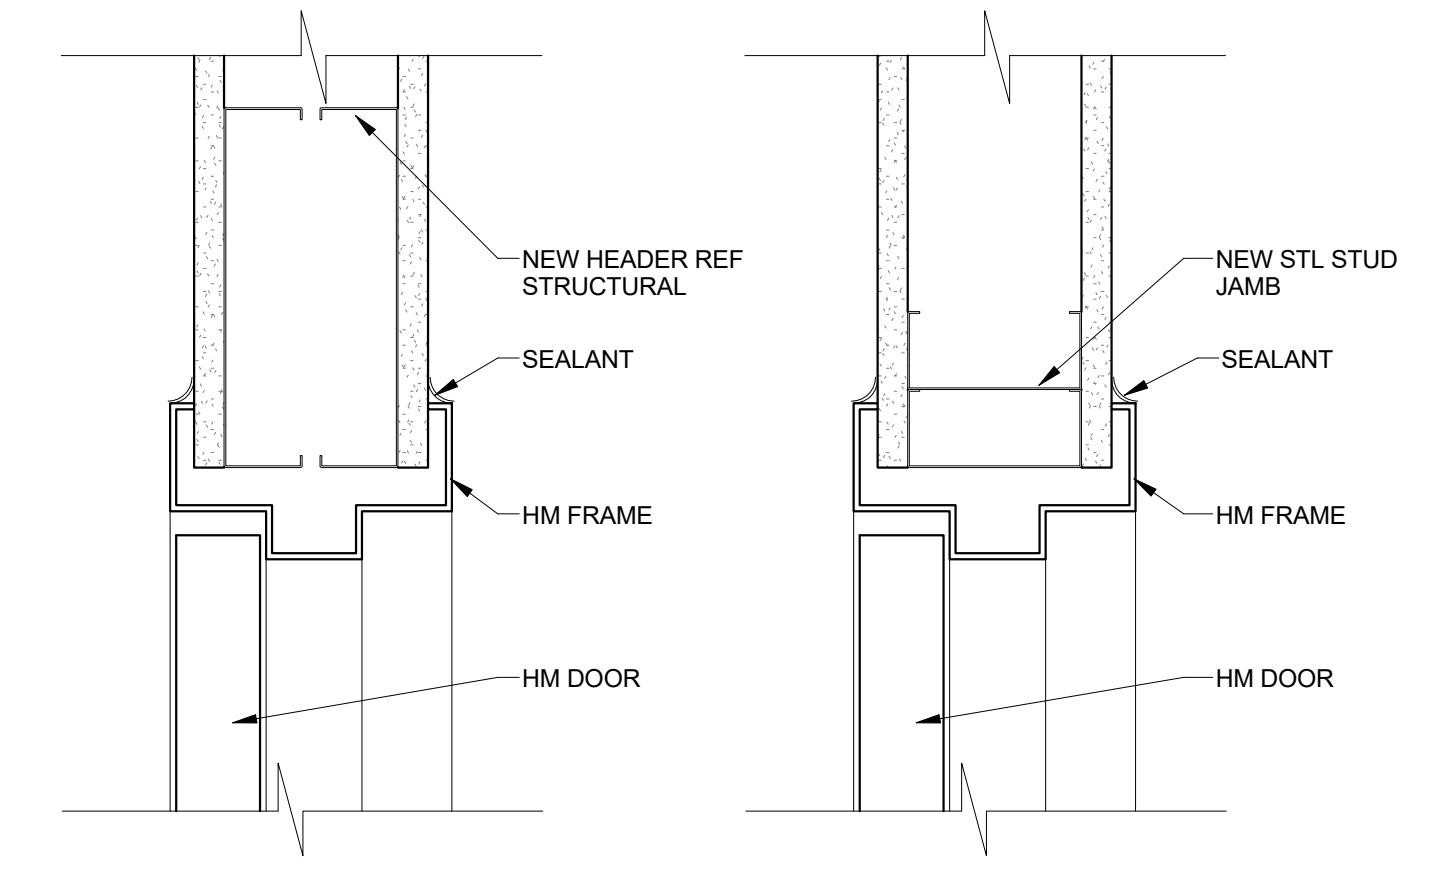 NEW HEADER REF
STRUCTURAL
SEALANT
HM FRAME
HM DOOR
NEW STL STUD
JAMB
SEALANT
HM FRAME
HM DOOR